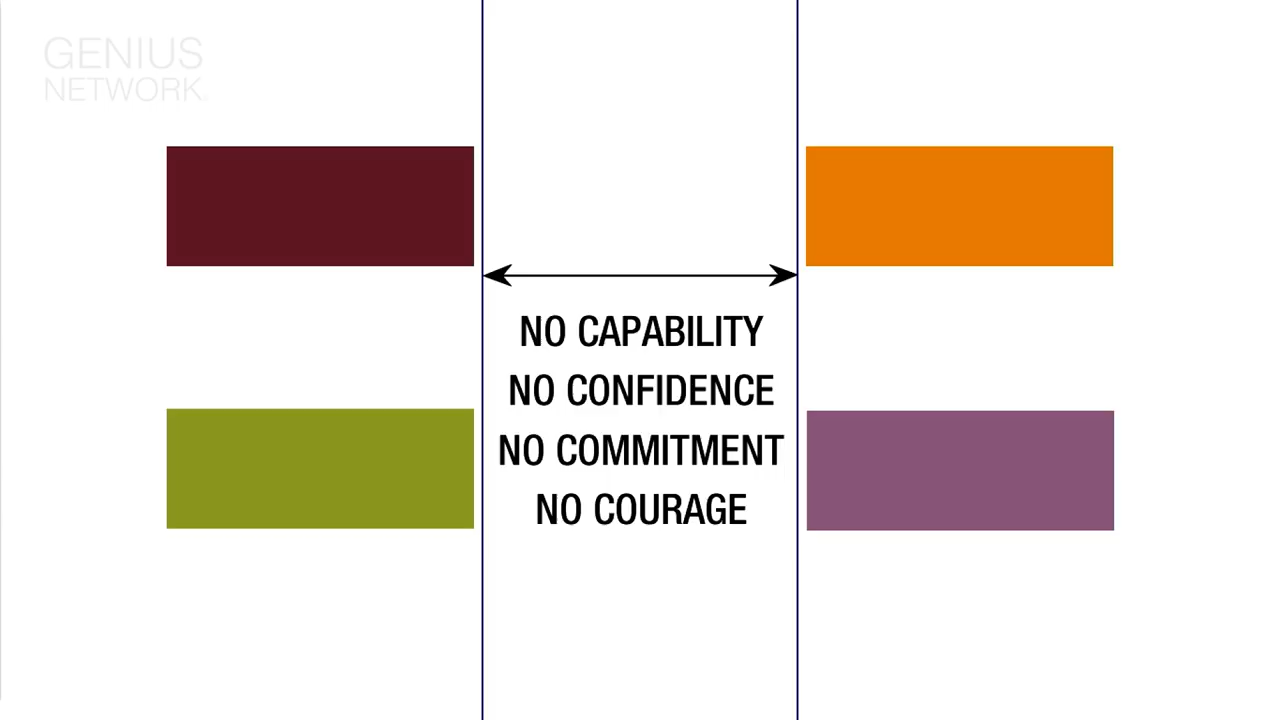 GENIUS
NETWORK.
NO CAPABILITY
NO CONFIDENCE
NO COMMITMENT
NO COURAGE